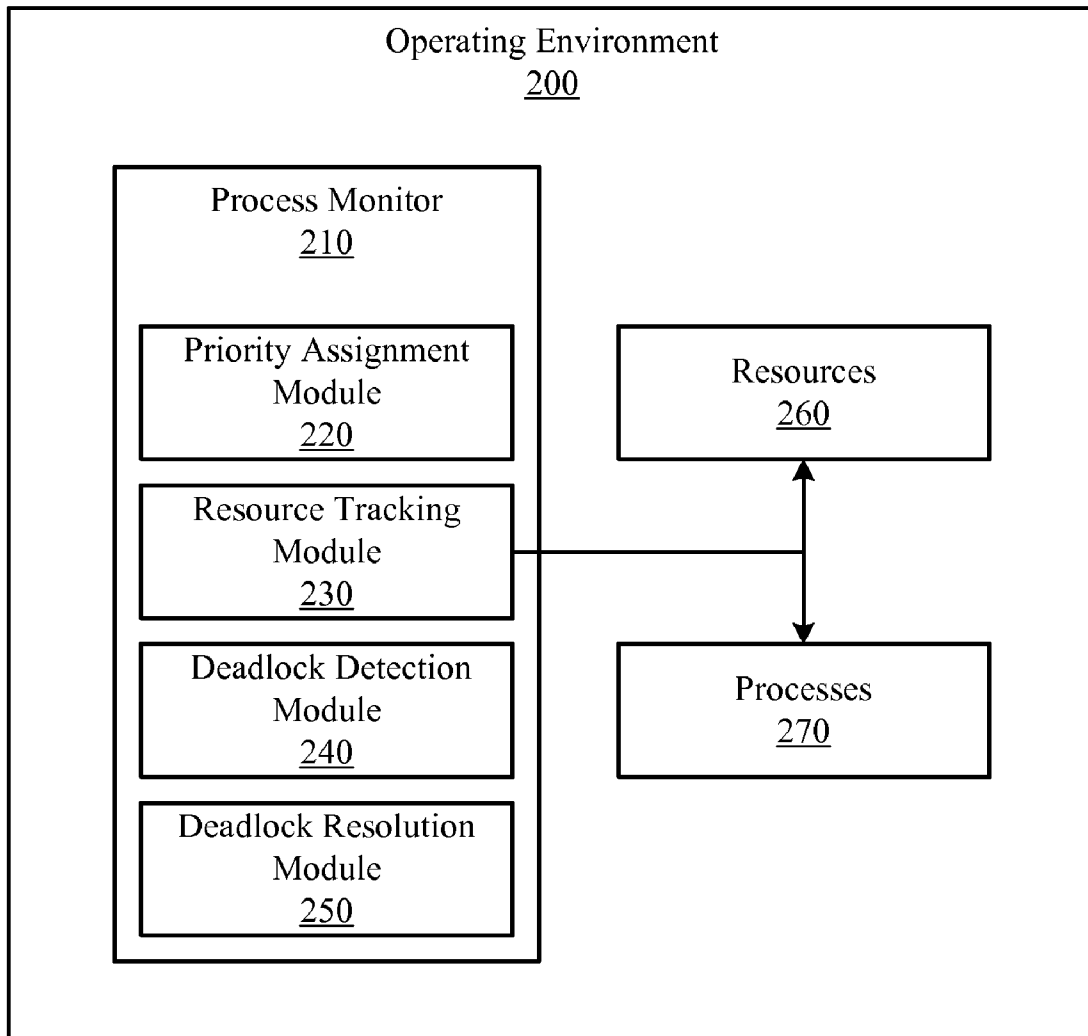 Operating Environment
200
Process Monitor
210
Priority Assignment
Module
220
Resource Tracking
Module
230
Deadlock Detection
Module
240
Deadlock Resolution
Module
250
Resources
260
Processes
270